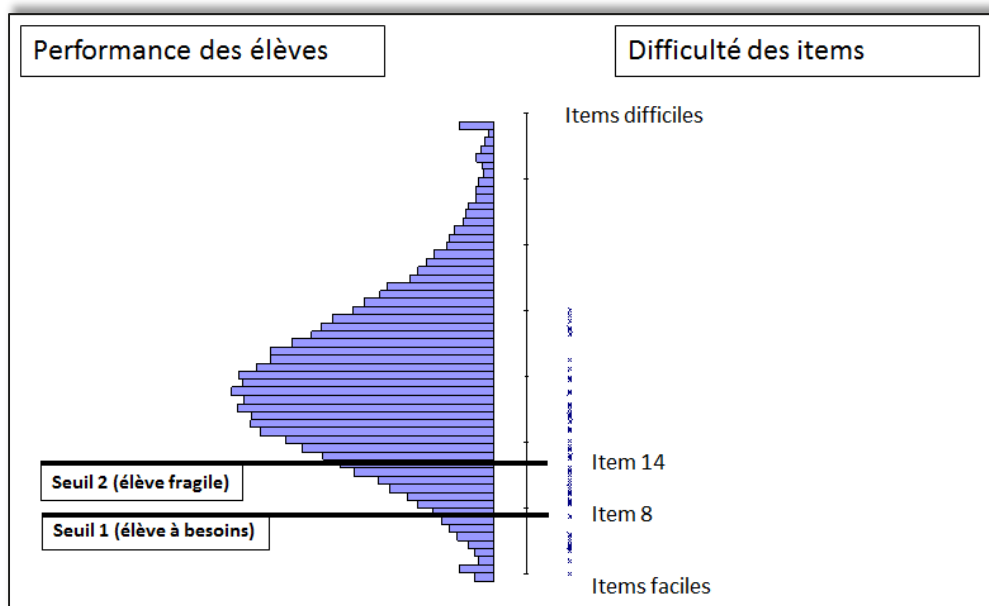 Performance des élèves
Difficulté des items
Items difficiles
Item 14
Seuil 2 (élève fragile)
Item 8
Seuil 1 (élève à besoins)
Items faciles